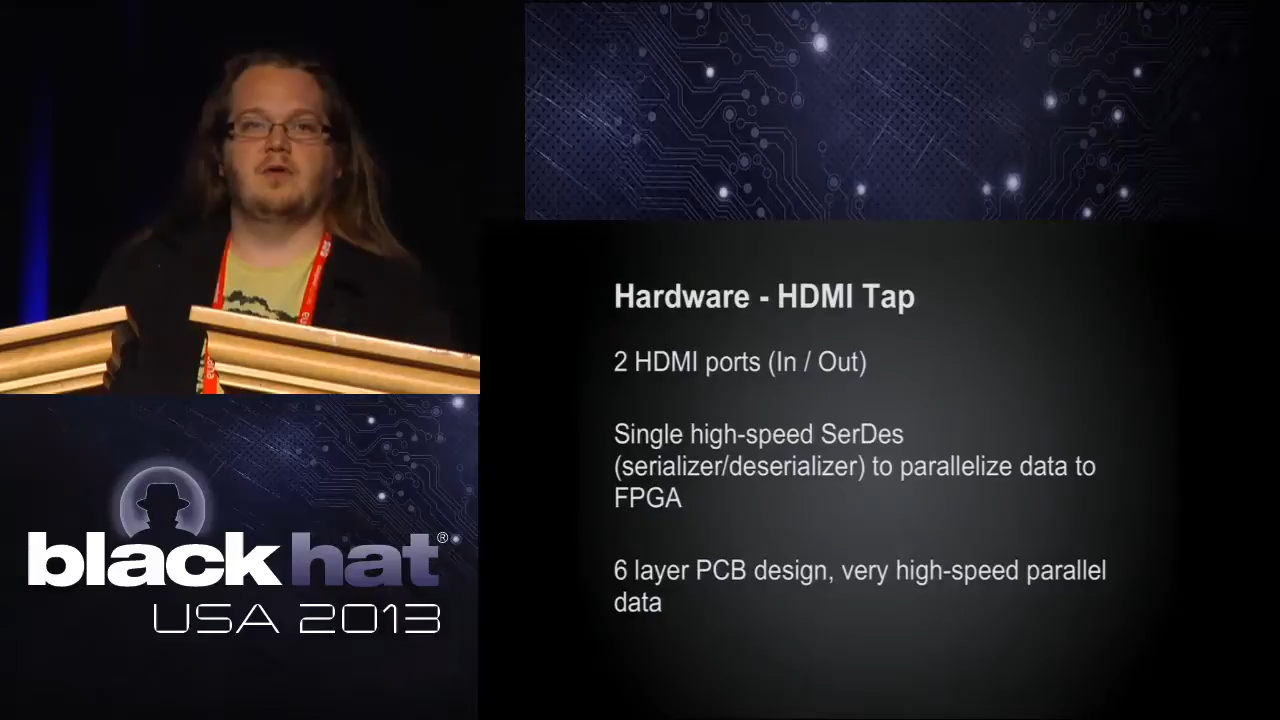 Hardware - HDMI Tap
2 HDMI ports (In / Out)
Single high-speed SerDes
(serializer/deserializer) to parallelize data to
FPGA
6 layer PCB design, very high-speed parallel
data
black hat®
USA 2013